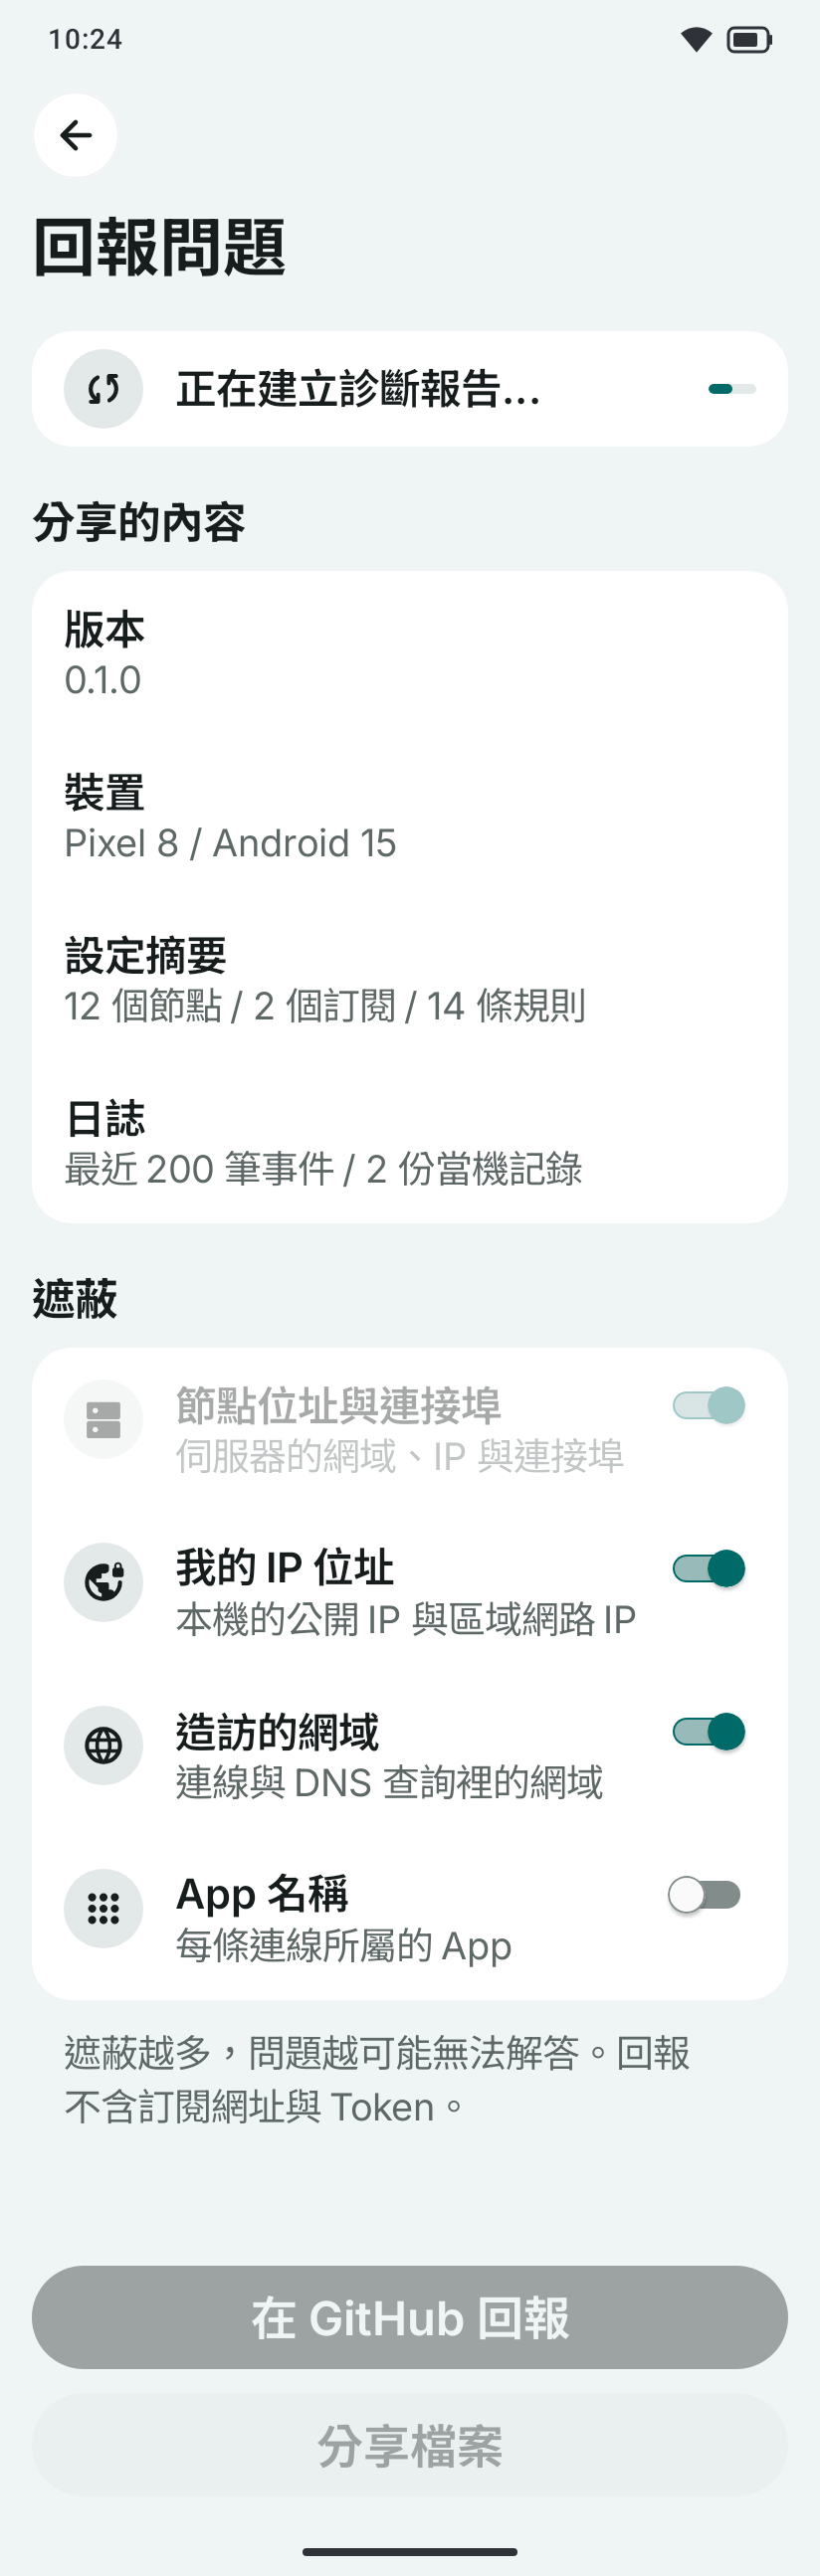 10:24
回報問題
正在建立診斷報告...
分享的內容
版本
0.1.0
裝置
Pixel 8 / Android 15
設定摘要
12 個節點 / 2 個訂閱 / 14 條規則
日誌
最近 200 筆事件 / 2 份當機記錄
遮蔽
節點位址與連接埠
伺服器的網域、IP 與連接埠
我的 IP 位址
本機的公開 IP 與區域網路 IP
造訪的網域
連線與 DNS 查詢裡的網域
App 名稱
每條連線所屬的 App
遮蔽越多，問題越可能無法解答。回報
不含訂閱網址與 Token。
在 GitHub 回報
分享檔案